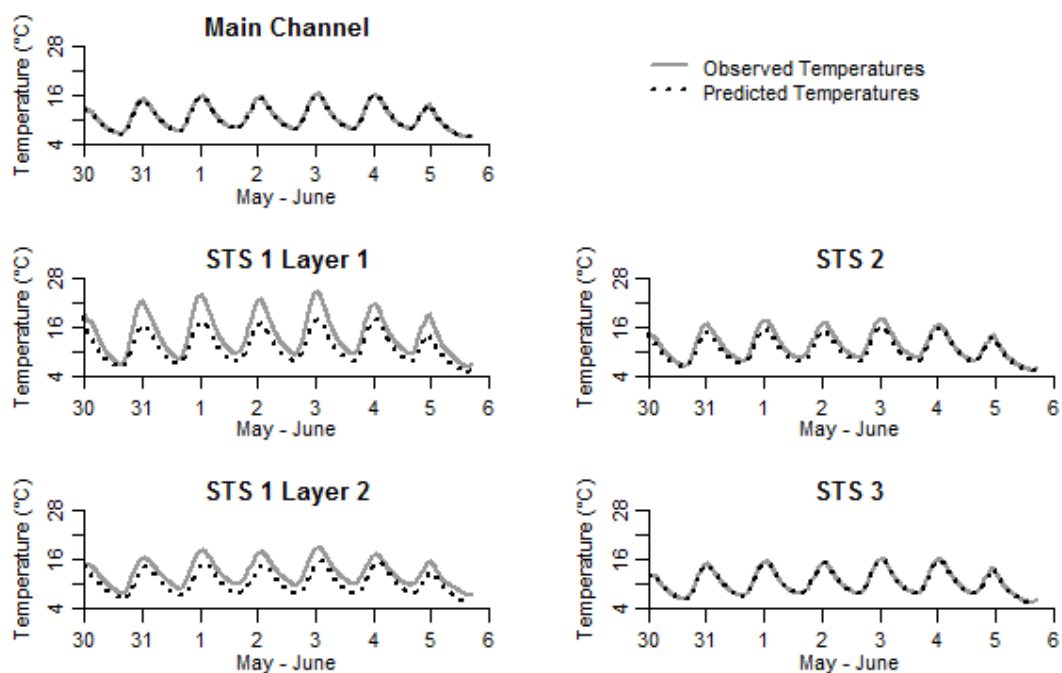 Main Channel
Temperature (°C)
28
16
4
30 31 1 2 3 4 5 6
May - June
Observed Temperatures
Predicted Temperatures
STS 1 Layer 1
Temperature (°C)
28
16
4
30 31 1 2 3 4 5 6
May - June
STS 2
Temperature (°C)
28
16
4
30 31 1 2 3 4 5 6
May - June
STS 1 Layer 2
Temperature (°C)
28
16
4
30 31 1 2 3 4 5 6
May - June
STS 3
Temperature (°C)
28
16
4
30 31 1 2 3 4 5 6
May - June